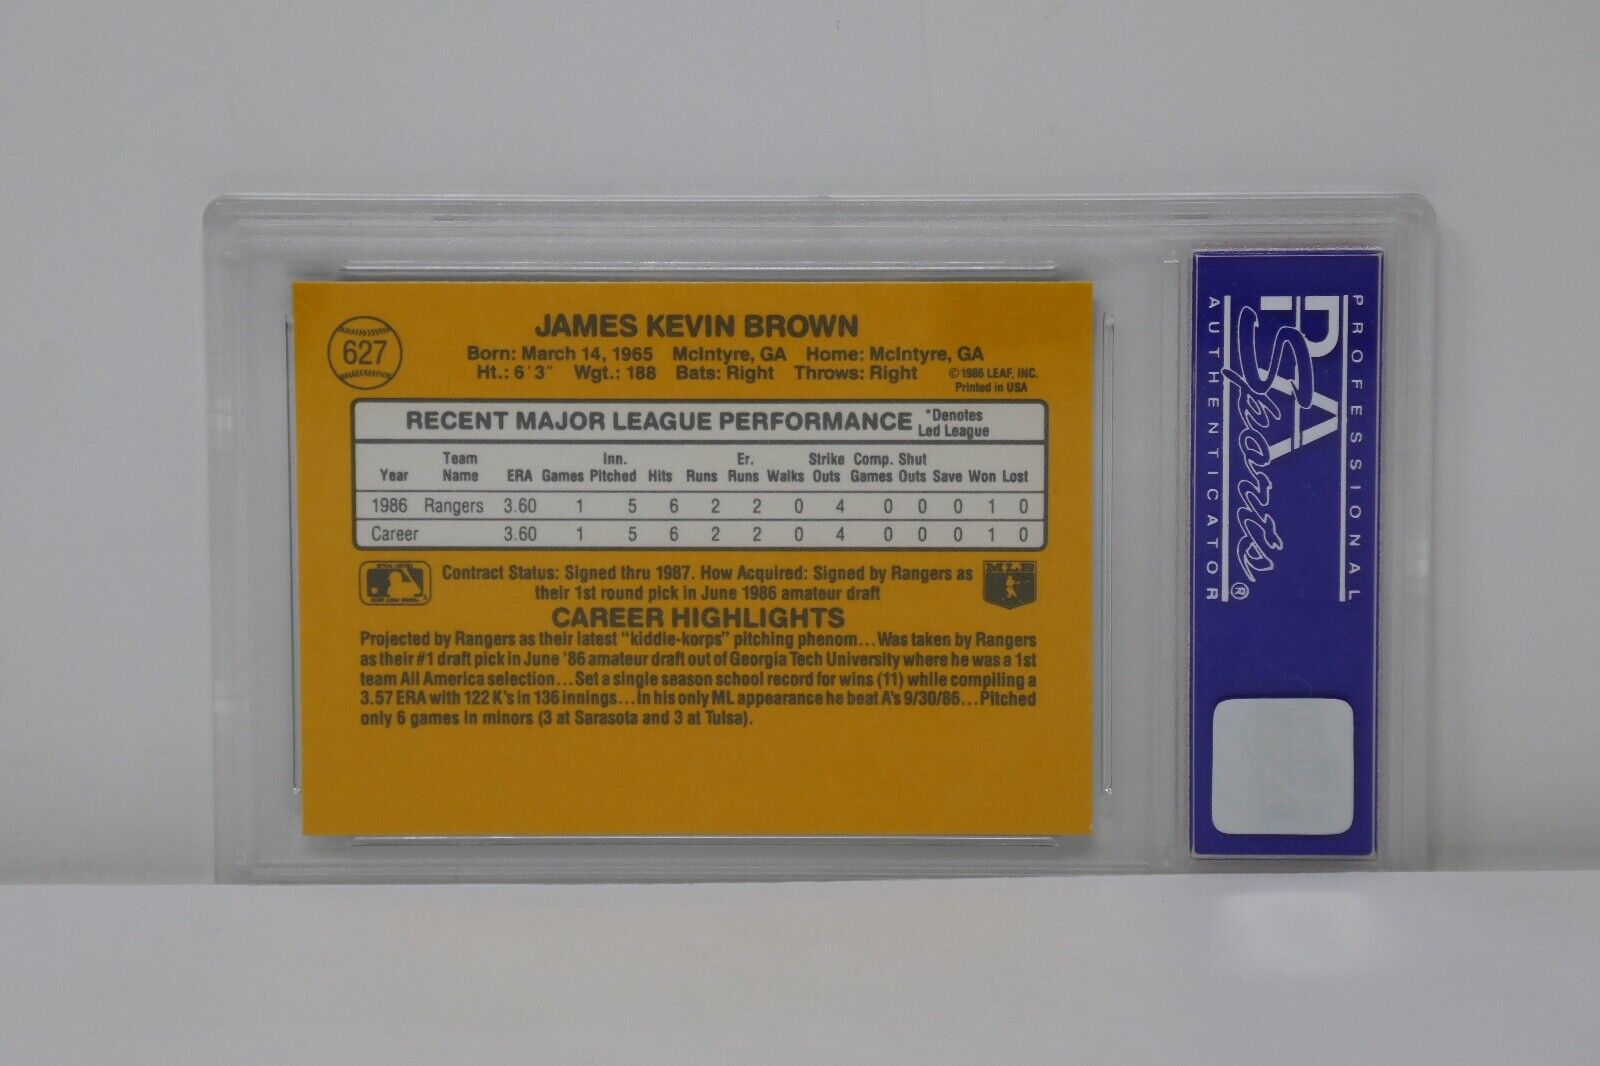 627
JAMES KEVIN BROWN
Born: March 14, 1965 McIntyre, GA Home: McIntyre, GA
Ht.: 6'3" Wgt.: 188 Bats: Right Throws: Right
©1986 LEAF, INC.
Printed in USA
RECENT MAJOR LEAGUE PERFORMANCE *Denotes Led League
Year Team Name ERA Games Inn. Pitched Hits Runs Er. Runs Walks Strike Outs Comp. Games Shut Outs Save Won Lost
1986 Rangers 3.60 1 5 6 2 2 0 4 0 0 0 1 0
Career 3.60 1 5 6 2 2 0 4 0 0 0 1 0
Contract Status: Signed thru 1987. How Acquired: Signed by Rangers as
their 1st round pick in June 1986 amateur draft
MLB
CAREER HIGHLIGHTS
Projected by Rangers as their latest "kiddie-korps" pitching phenom...Was taken by Rangers
as their #1 draft pick in June '86 amateur draft out of Georgia Tech University where he was a 1st
team All America selection...Set a single season school record for wins (11) while compiling a
3.57 ERA with 122 K's in 136 innings...In his only ML appearance he beat A's 9/30/86...Pitched
only 6 games in minors (3 at Sarasota and 3 at Tulsa).
PROFESSIONAL
PSA
Sports®
AUTHENTICATOR